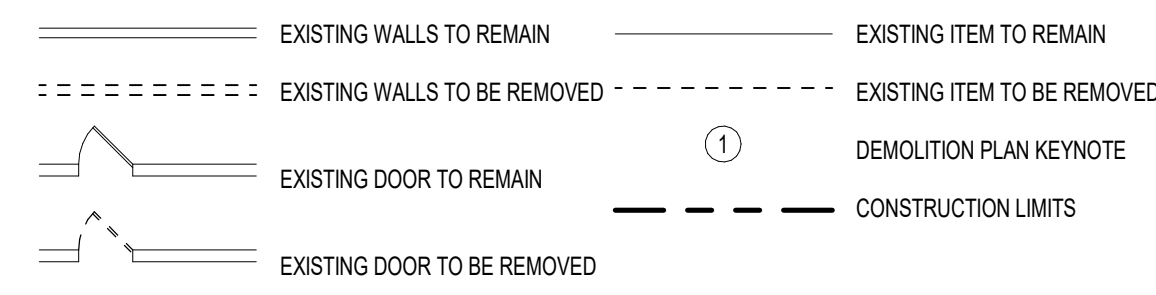 EXISTING WALLS TO REMAIN
EXISTING WALLS TO BE REMOVED
EXISTING DOOR TO REMAIN
EXISTING DOOR TO BE REMOVED
EXISTING ITEM TO REMAIN
EXISTING ITEM TO BE REMOVED
1 DEMOLITION PLAN KEYNOTE
CONSTRUCTION LIMITS